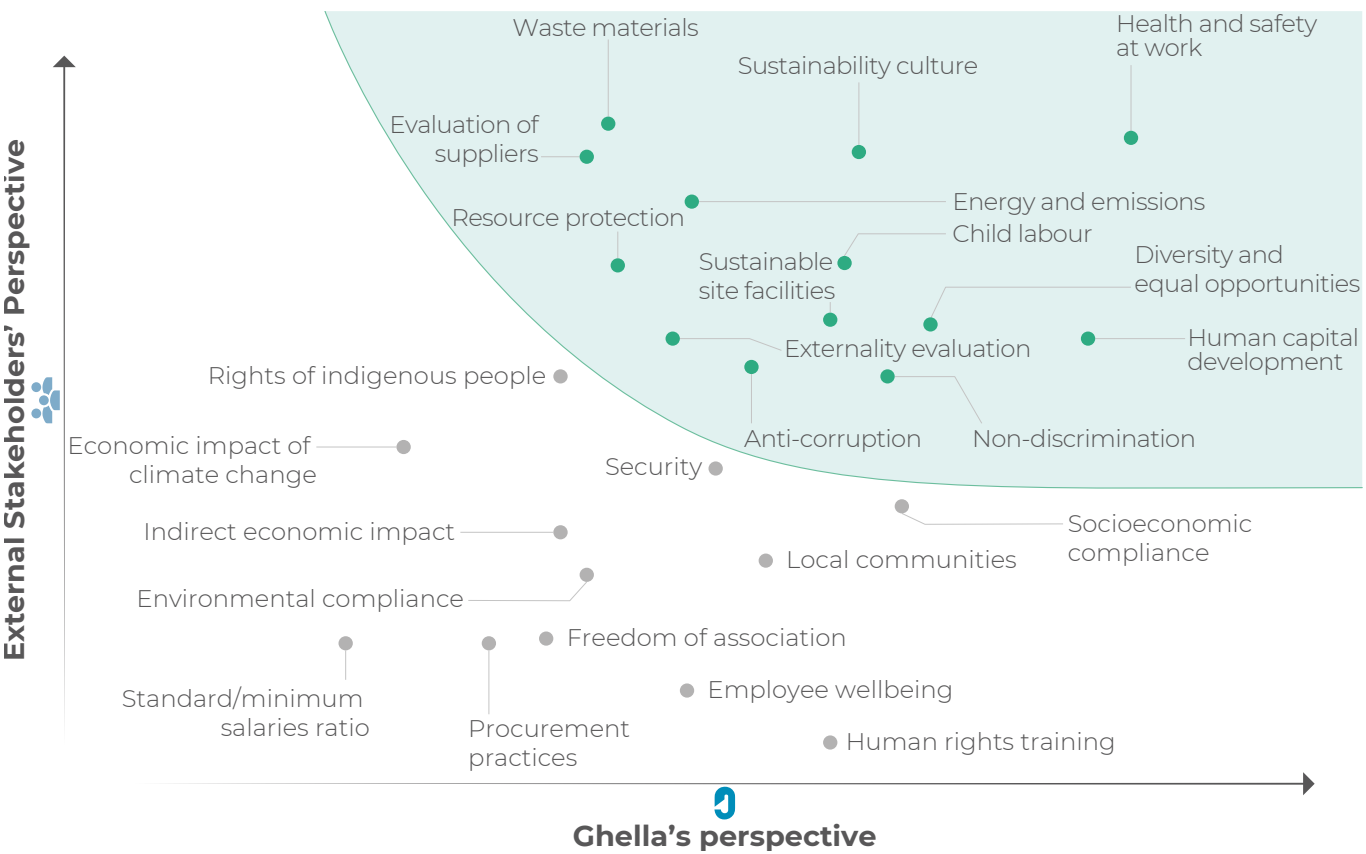 Waste materials
Health and safety
at work
Sustainability culture
Evaluation of
suppliers
Energy and emissions
Resource protection
Child labour
Sustainable
site facilities
Diversity and
equal opportunities
Externality evaluation
Human capital
development
Rights of indigenous people
Anti-corruption
Non-discrimination
Economic impact of
climate change
Security
Indirect economic impact
Socioeconomic
compliance
Local communities
Environmental compliance
Freedom of association
Standard/minimum
salaries ratio
Employee wellbeing
Procurement
practices
Human rights training
External Stakeholders’ Perspective
Ghella’s perspective